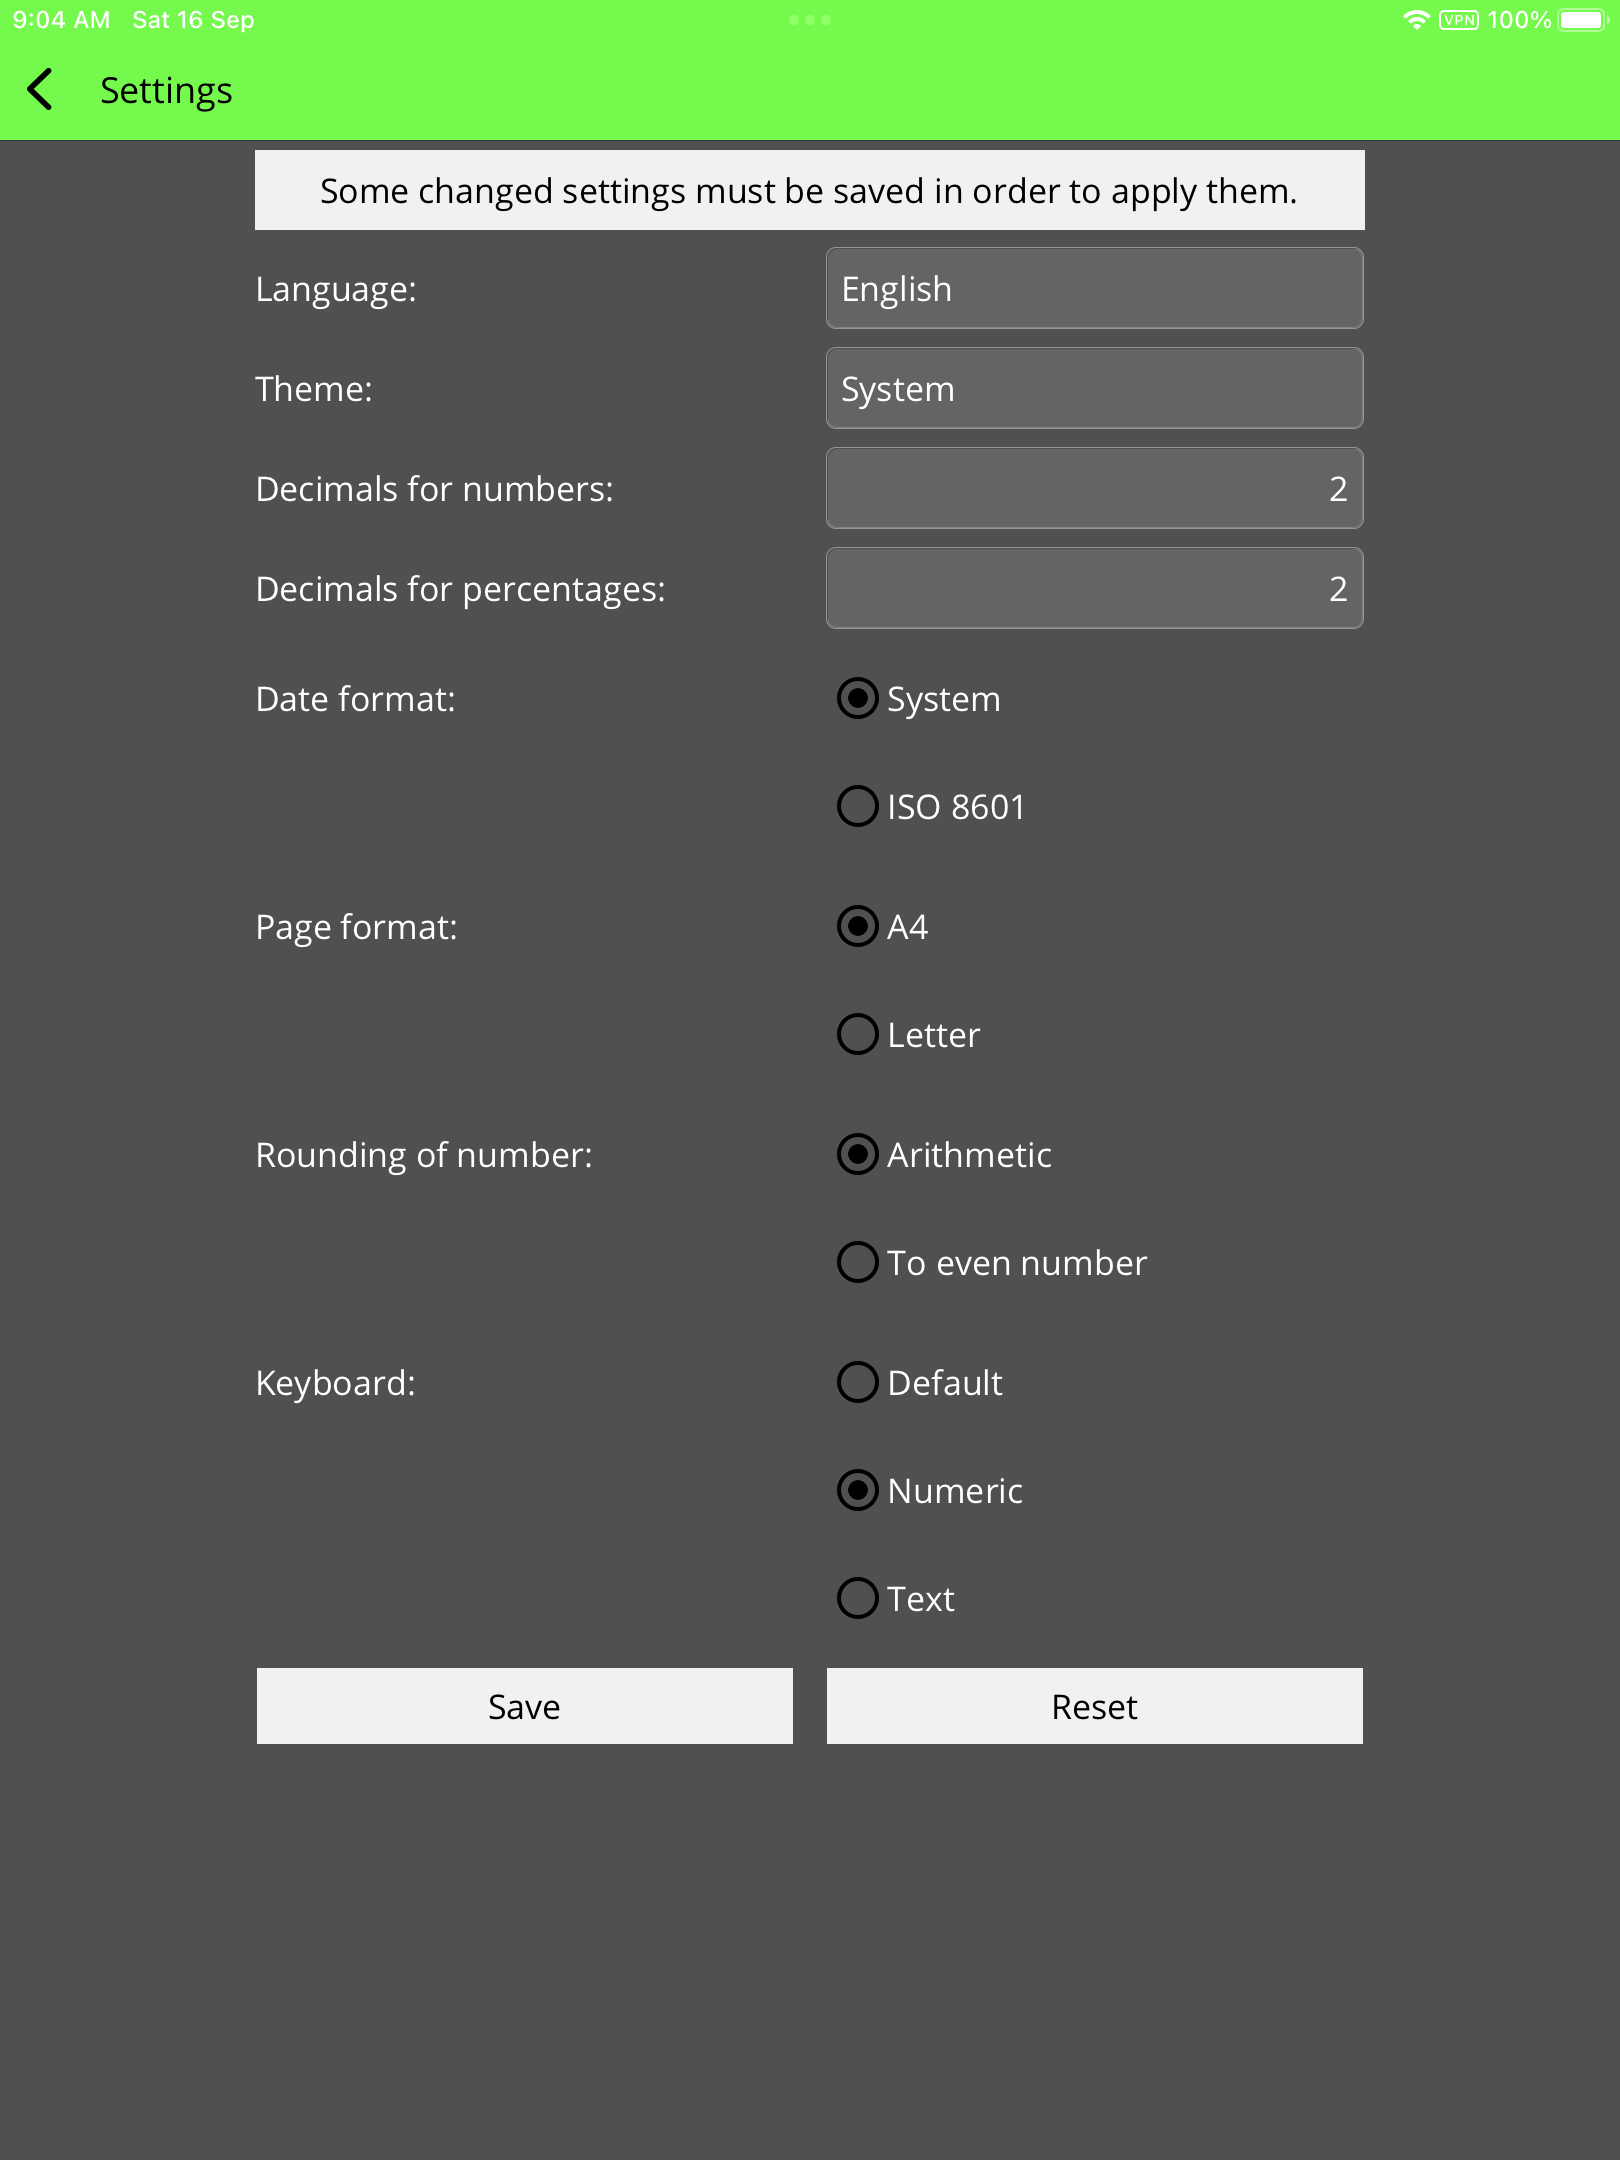 9:04 AM Sat 16 Sep VPN 100%
Settings
Some changed settings must be saved in order to apply them.
Language: English
Theme: System
Decimals for numbers: 2
Decimals for percentages: 2
Date format: System
ISO 8601
Page format: A4
Letter
Rounding of number: Arithmetic
To even number
Keyboard: Default
Numeric
Text
Save Reset